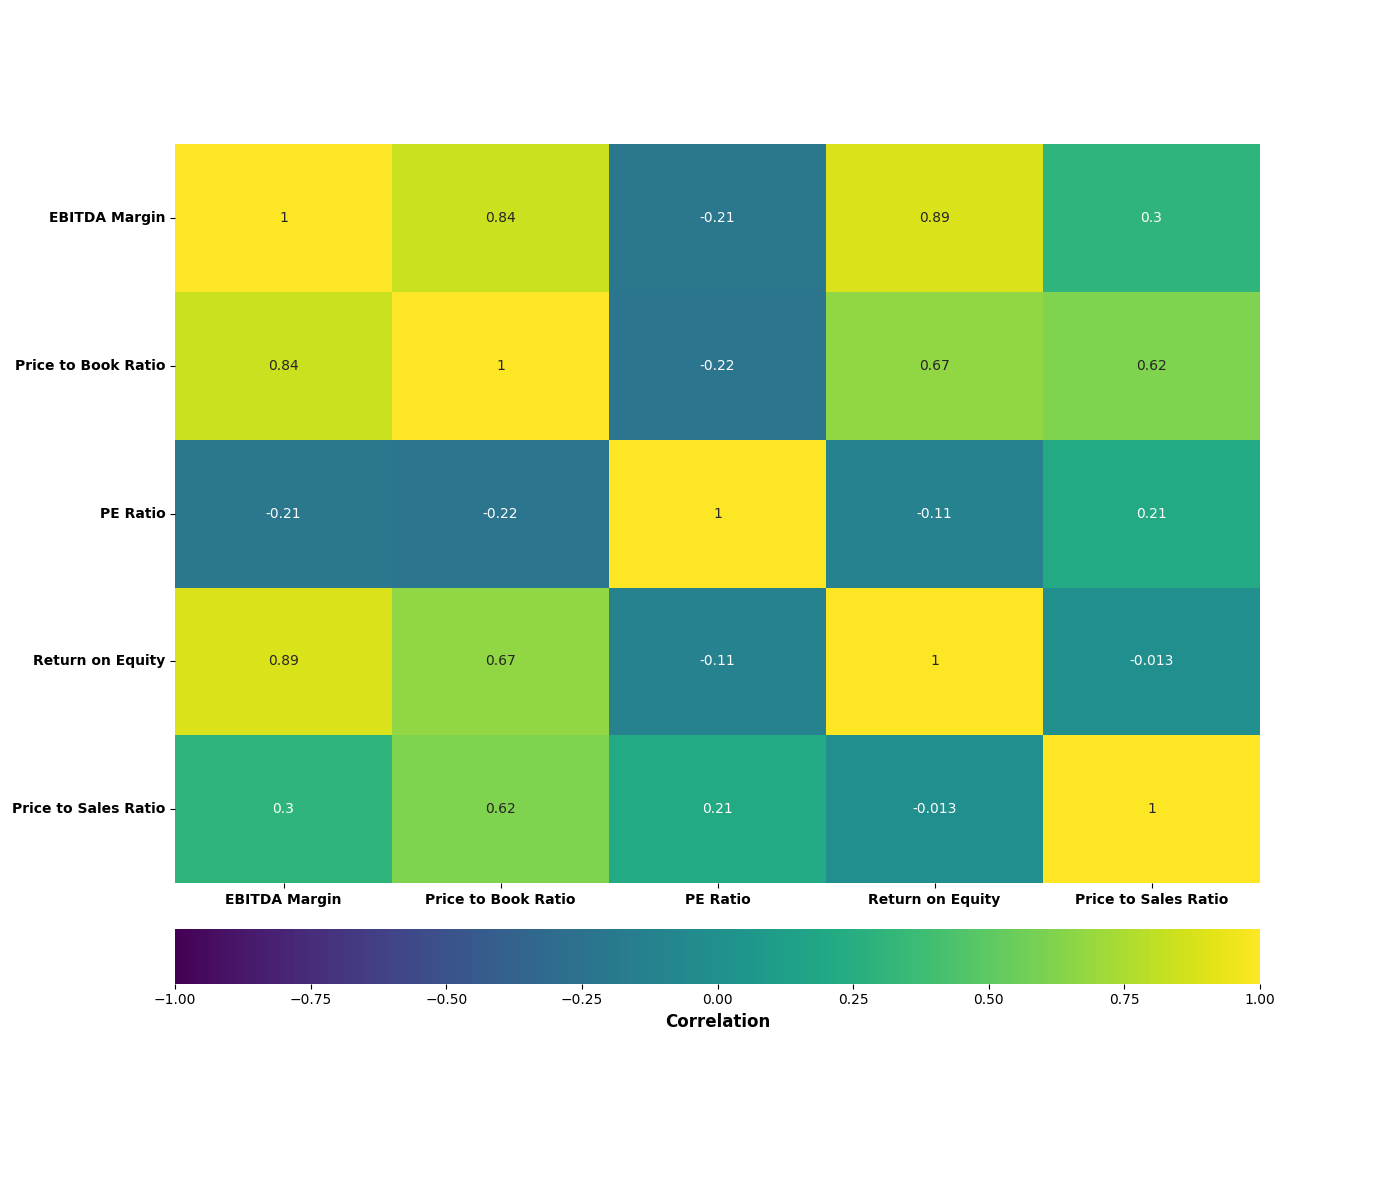 EBITDA Margin 1 0.84 -0.21 0.89 0.3
Price to Book Ratio 0.84 1 -0.22 0.67 0.62
PE Ratio -0.21 -0.22 1 -0.11 0.21
Return on Equity 0.89 0.67 -0.11 1 -0.013
Price to Sales Ratio 0.3 0.62 0.21 -0.013 1
EBITDA Margin Price to Book Ratio PE Ratio Return on Equity Price to Sales Ratio
−1.00 −0.75 −0.50 −0.25 0.00 0.25 0.50 0.75 1.00
Correlation